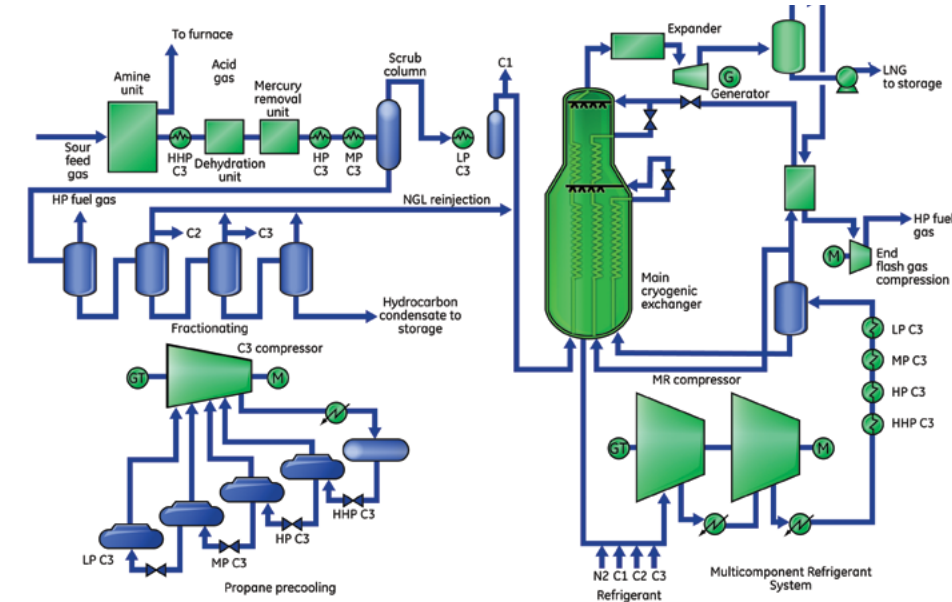 To furnace
Amine
unit
Acid
gas
Mercury
removal
unit
Scrub
column
C1
Sour
feed
gas
HHP
C3
Dehydration
unit
HP
C3
MP
C3
LP
C3
HP fuel gas
C2
C3
NGL reinjection
Hydrocarbon
condensate to
storage
Fractionating
C3 compressor
GT
M
HHP C3
HP C3
MP C3
LP C3
Propane precooling
Expander
G
Generator
LNG
to storage
HP fuel
gas
M
End
flash gas
compression
Main
cryogenic
exchanger
LP C3
MP C3
HP C3
HHP C3
MR compressor
GT
M
N2 C1 C2 C3
Refrigerant
Multicomponent Refrigerant
System